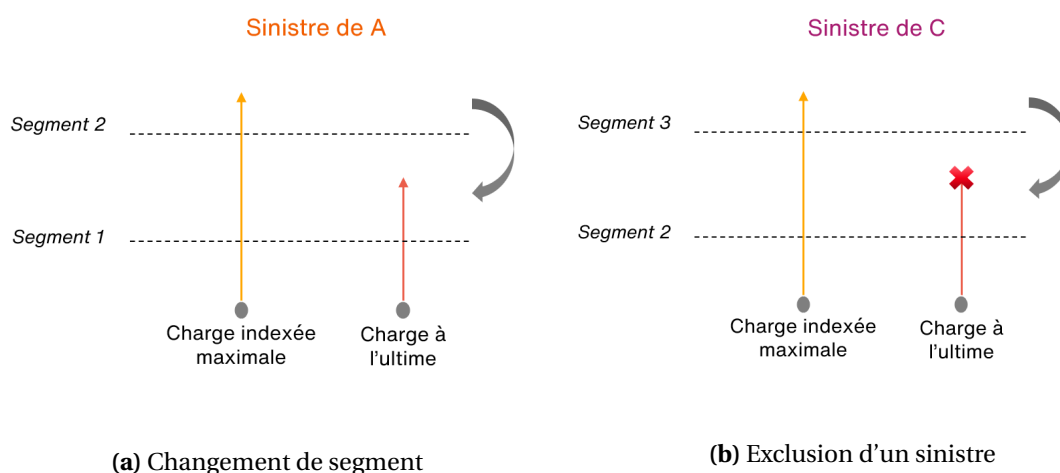 Sinistre de A
Segment 2
Segment 1
Charge indexée
maximale
Charge à
l'ultime
(a) Changement de segment
Sinistre de C
Segment 3
Segment 2
Charge indexée
maximale
Charge à
l'ultime
(b) Exclusion d'un sinistre